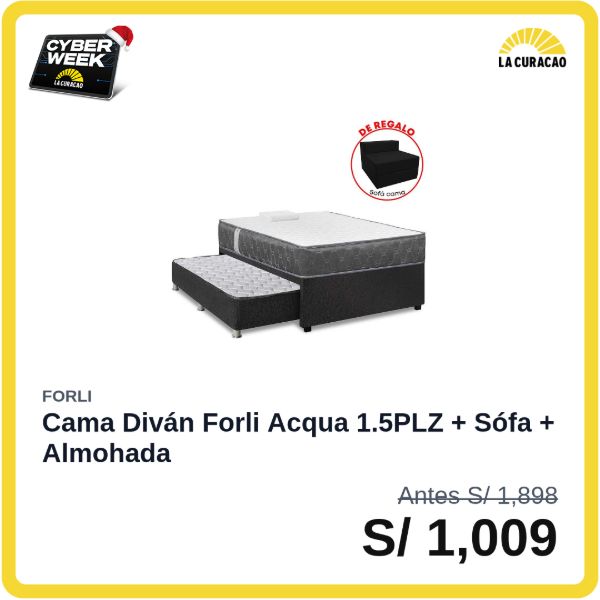 CYBER
WEEK
LA CURACAO
LA CURACAO
DE REGALO
Sofá cama
FORLI
Cama Diván Forli Acqua 1.5PLZ + Sófa +
Almohada
Antes S/ 1,898
S/ 1,009